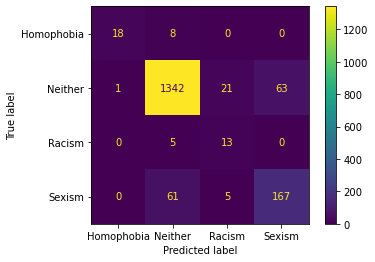 Homophobia 18 8 0 0
Neither 1 1342 21 63
Racism 0 5 13 0
Sexism 0 61 5 167
Homophobia Neither Racism Sexism
Predicted label
True label
1200
1000
800
600
400
200
0